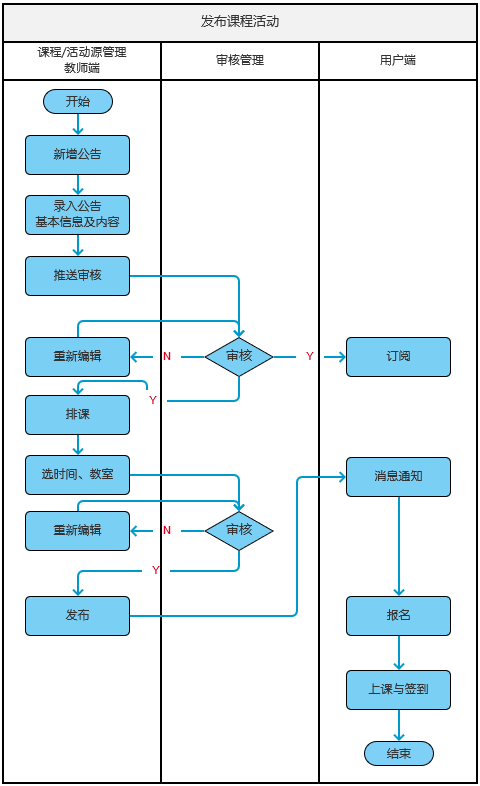 发布课程活动
课程/活动源管理
教师端
审核管理
用户端
开始
新增公告
录入公告
基本信息及内容
推送审核
重新编辑
N
审核
Y
订阅
Y
排课
选时间、教室
消息通知
重新编辑
N
审核
Y
发布
报名
上课与签到
结束